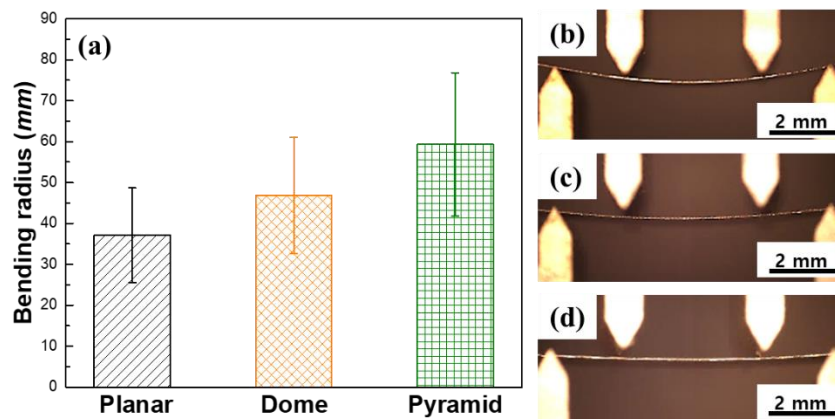 (a)
Bending radius (mm)
90
80
70
60
50
40
30
20
10
0
Planar Dome Pyramid
(b)
2 mm
(c)
2 mm
(d)
2 mm